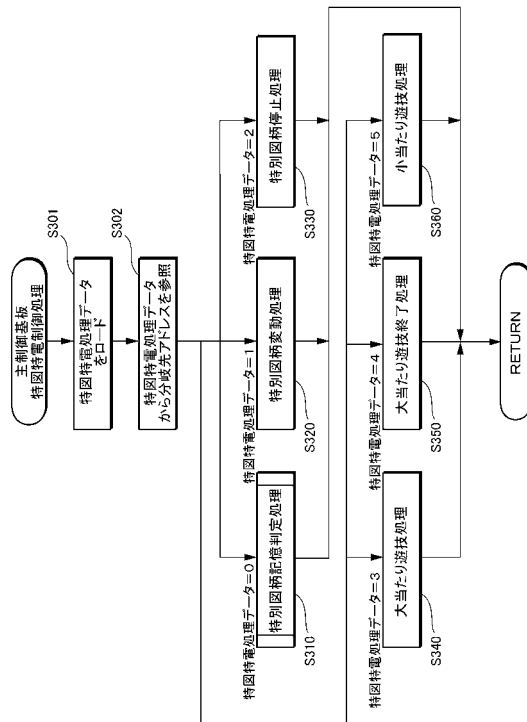 主制御基板
特図特電制御処理
S301
特図特電処理データ
をロード
S302
特図特電処理データ
から分岐先アドレスを参照
特図特電処理データ=0
特別図柄記憶判定処理
S310
特図特電処理データ=1
特別図柄変動処理
S320
特図特電処理データ=2
特別図柄停止処理
S330
特図特電処理データ=3
大当たり遊技処理
S340
特図特電処理データ=4
大当たり遊技終了処理
S350
特図特電処理データ=5
小当たり遊技処理
S360
RETURN